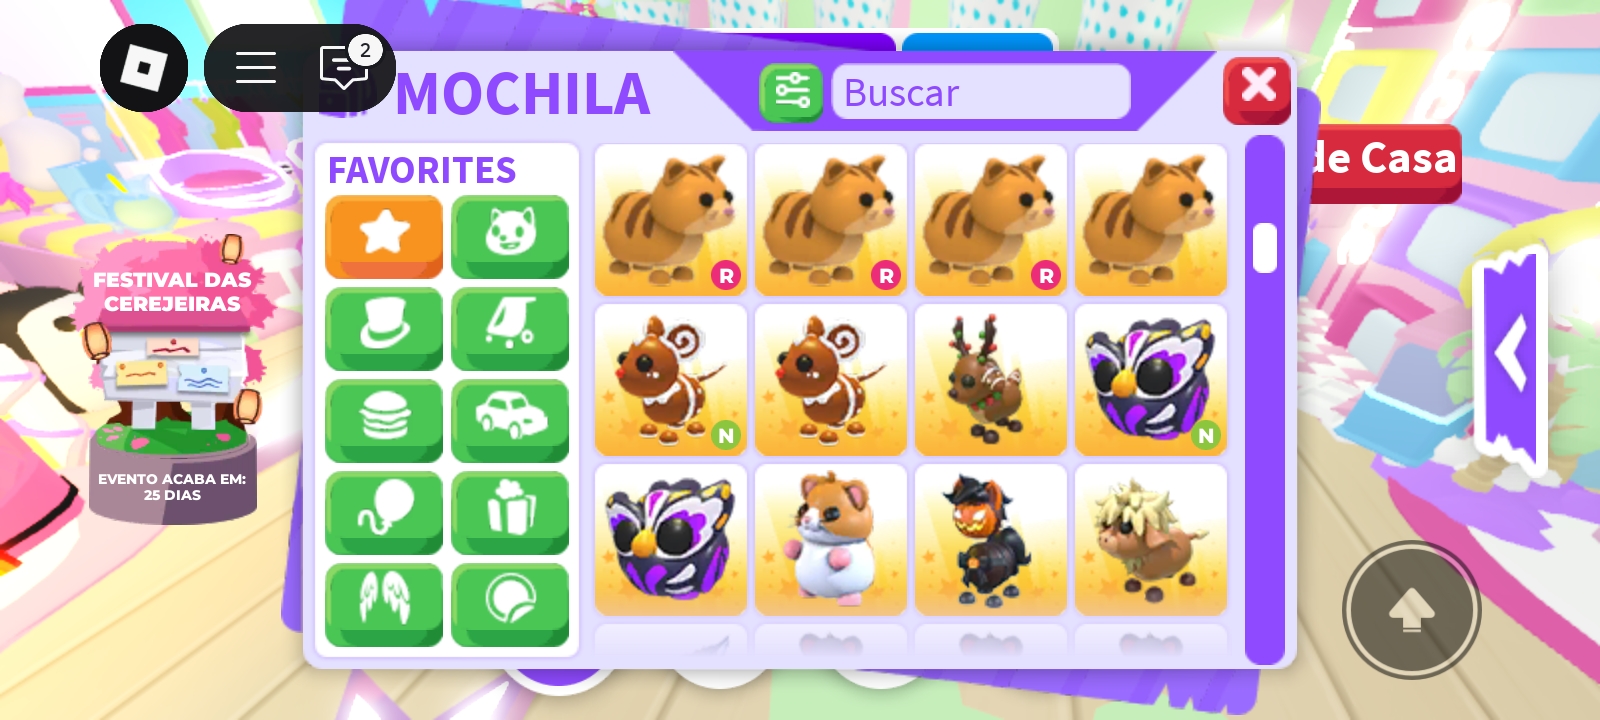 2
MOCHILA
Buscar
de Casa
FAVORITES
R
R
R
FESTIVAL DAS
CEREJEIRAS
N
N
EVENTO ACABA EM:
25 DIAS